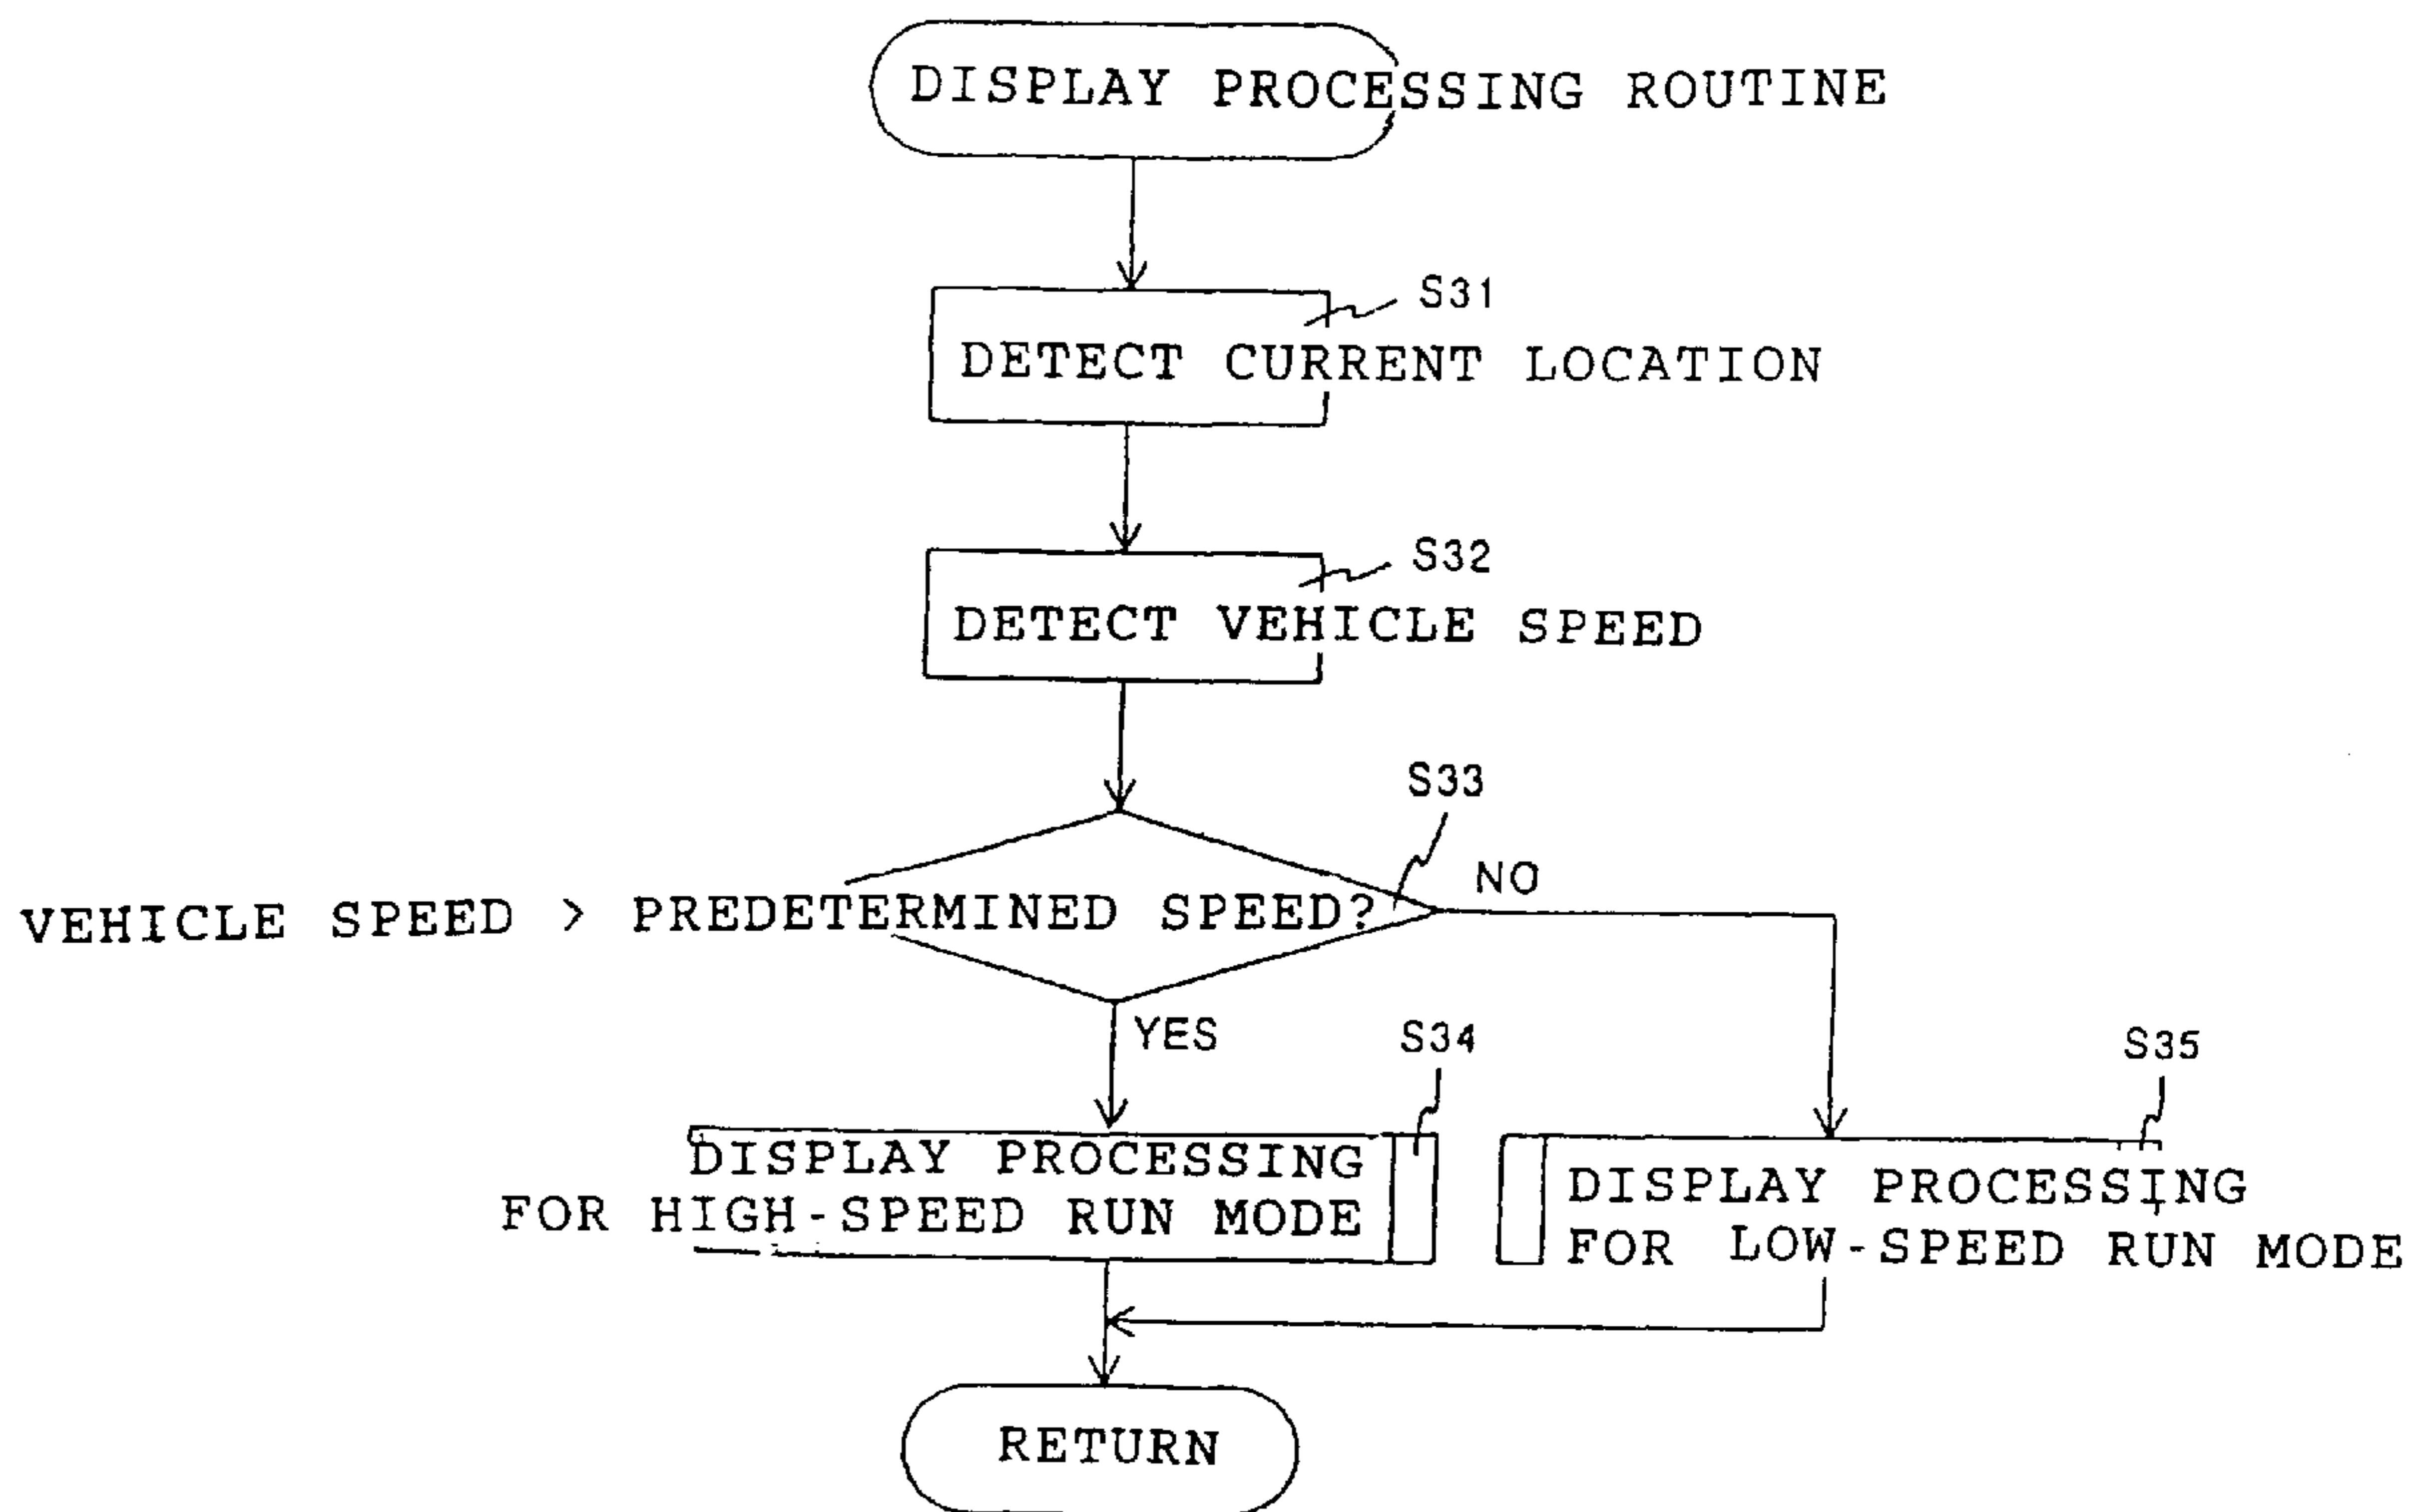 DISPLAY PROCESSING ROUTINE
S31
DETECT CURRENT LOCATION
S32
DETECT VEHICLE SPEED
S33
NO
VEHICLE SPEED > PREDETERMINED SPEED?
YES
S34
S35
DISPLAY PROCESSING
FOR HIGH-SPEED RUN MODE
DISPLAY PROCESSING
FOR LOW-SPEED RUN MODE
RETURN